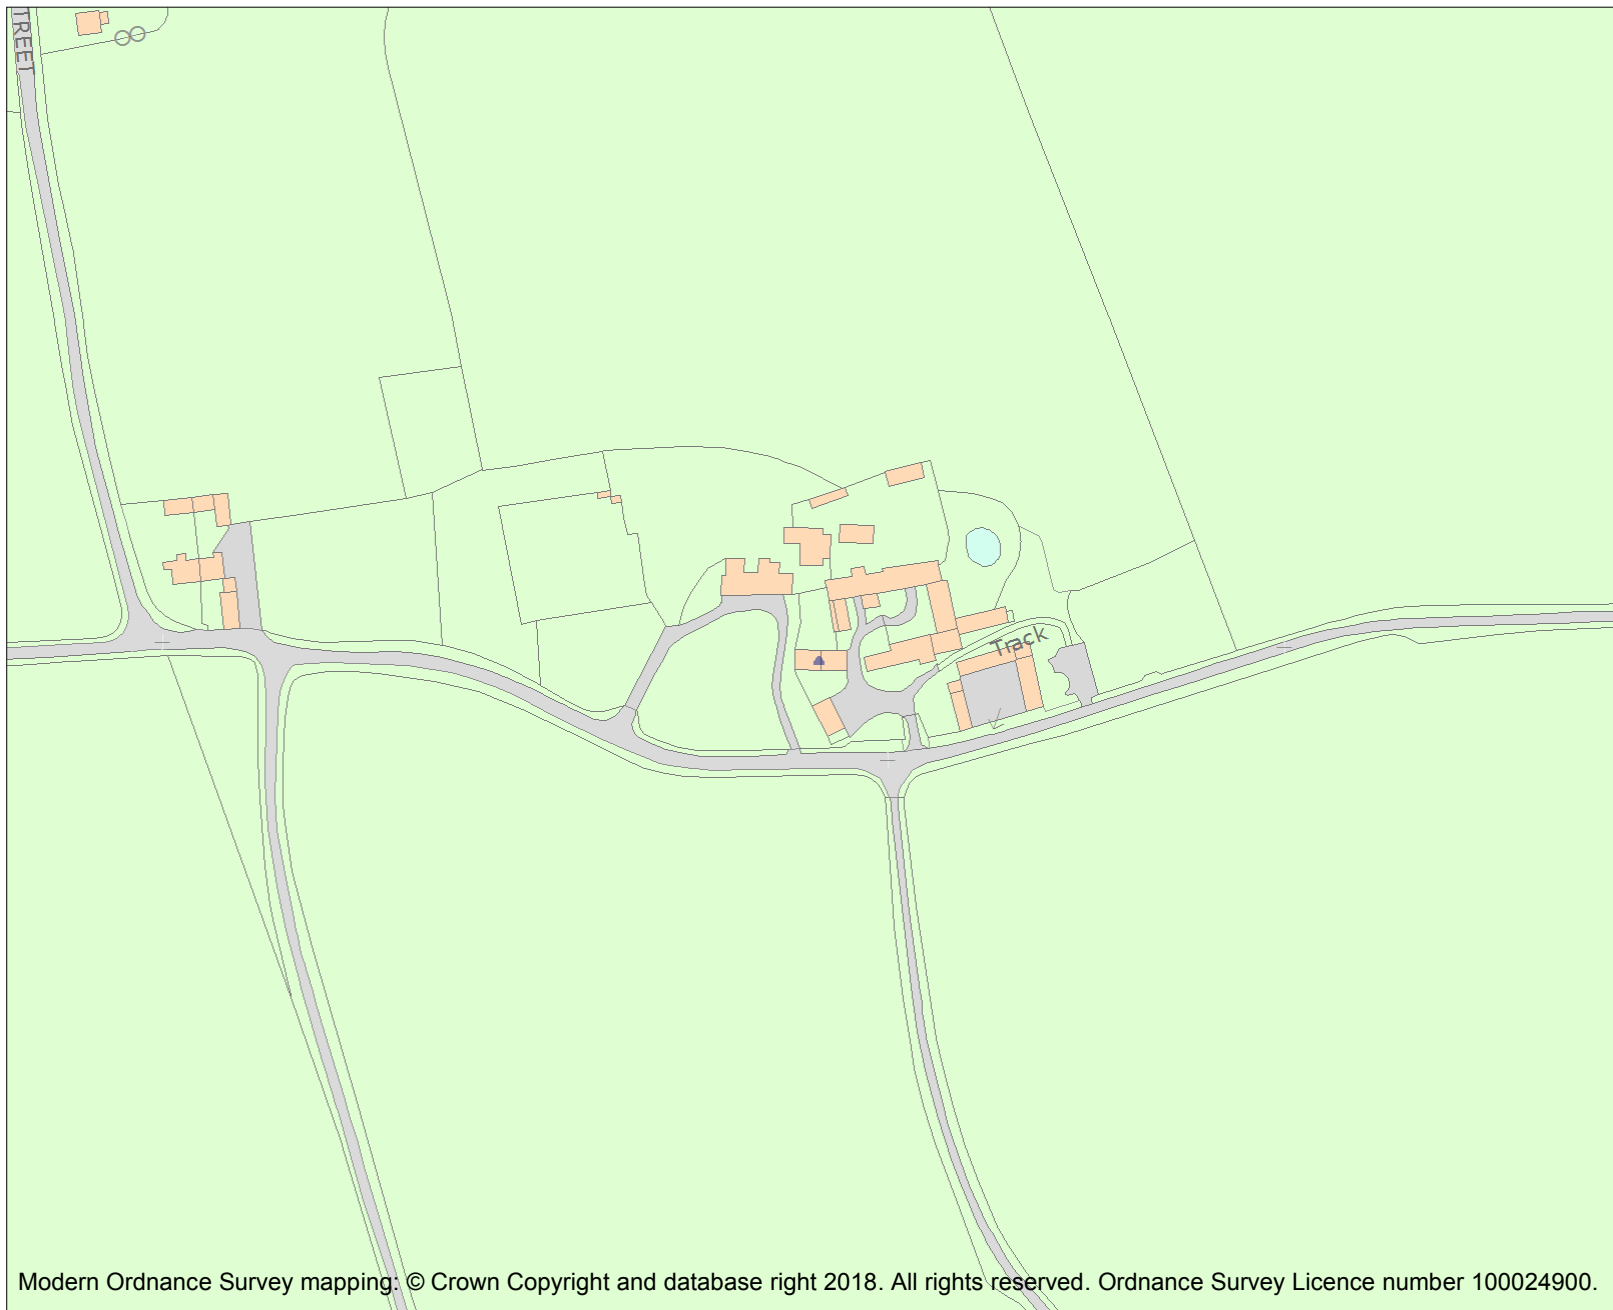 TREET
Track
Modern Ordnance Survey mapping: © Crown Copyright and database right 2018. All rights reserved. Ordnance Survey Licence number 100024900.